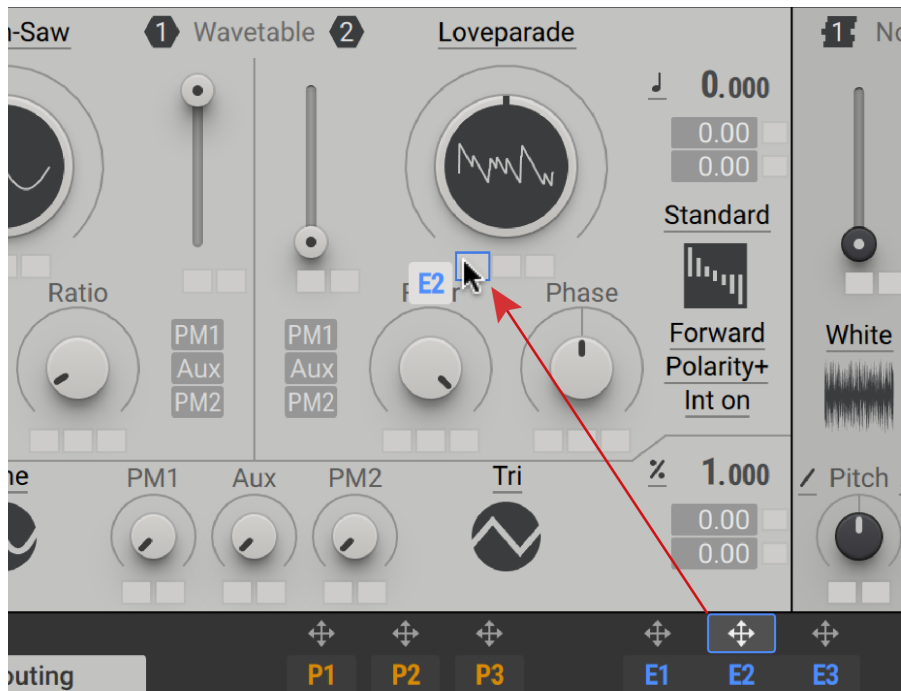 -Saw 1 Wavetable 2 Loveparade 1
0.000
0.00
0.00
Standard
E2
Ratio Phase
PM1 PM1 Forward White
Aux Aux Polarity+
PM2 PM2 Int on
PM1 Aux PM2 Tri % 1.000 Pitch
0.00
0.00
P1 P2 P3 E1 E2 E3